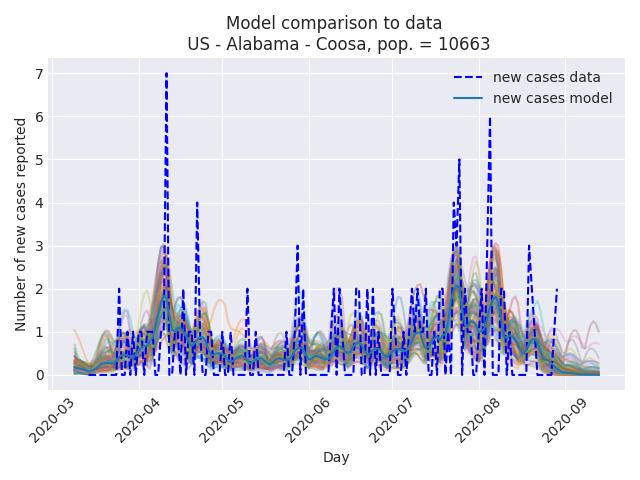 Model comparison to data
US - Alabama - Coosa, pop. = 10663
new cases data
new cases model
Number of new cases reported
7
6
5
4
3
2
1
0
2020-03
2020-04
2020-05
2020-06
2020-07
2020-08
2020-09
Day